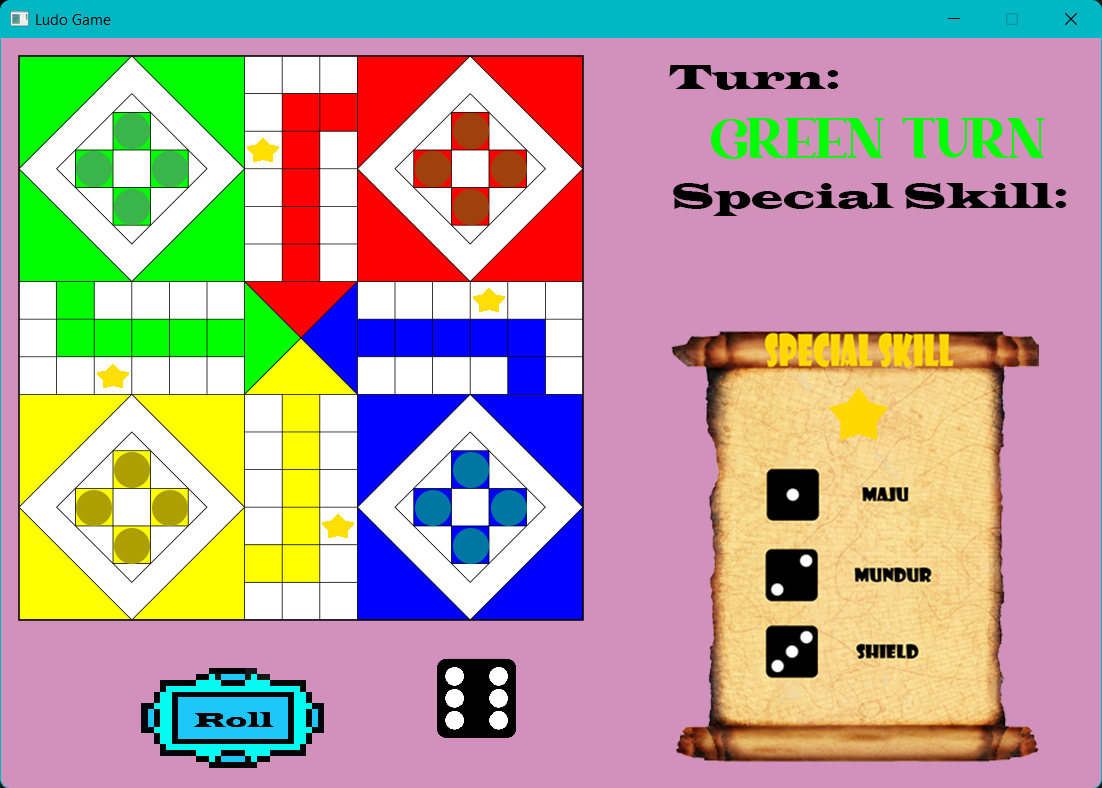 Ludo Game
Turn:
GREEN TURN
Special Skill:
SPECIAL SKILL
MAJU
MUNDUR
SHIELD
Roll